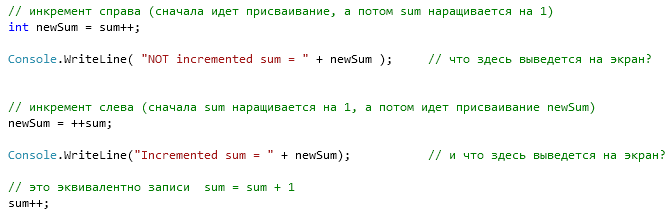 // инкремент справа (сначала идет присваивание, а потом sum наращивается на 1)
int newSum = sum++;
Console.WriteLine( "NOT incremented sum = " + newSum );     // что здесь выведется на экран?
// инкремент слева (сначала sum наращивается на 1, а потом идет присваивание newSum)
newSum = ++sum;
Console.WriteLine("Incremented sum = " + newSum);           // и что здесь выведется на экран?
// это эквивалентно записи  sum = sum + 1
sum++;